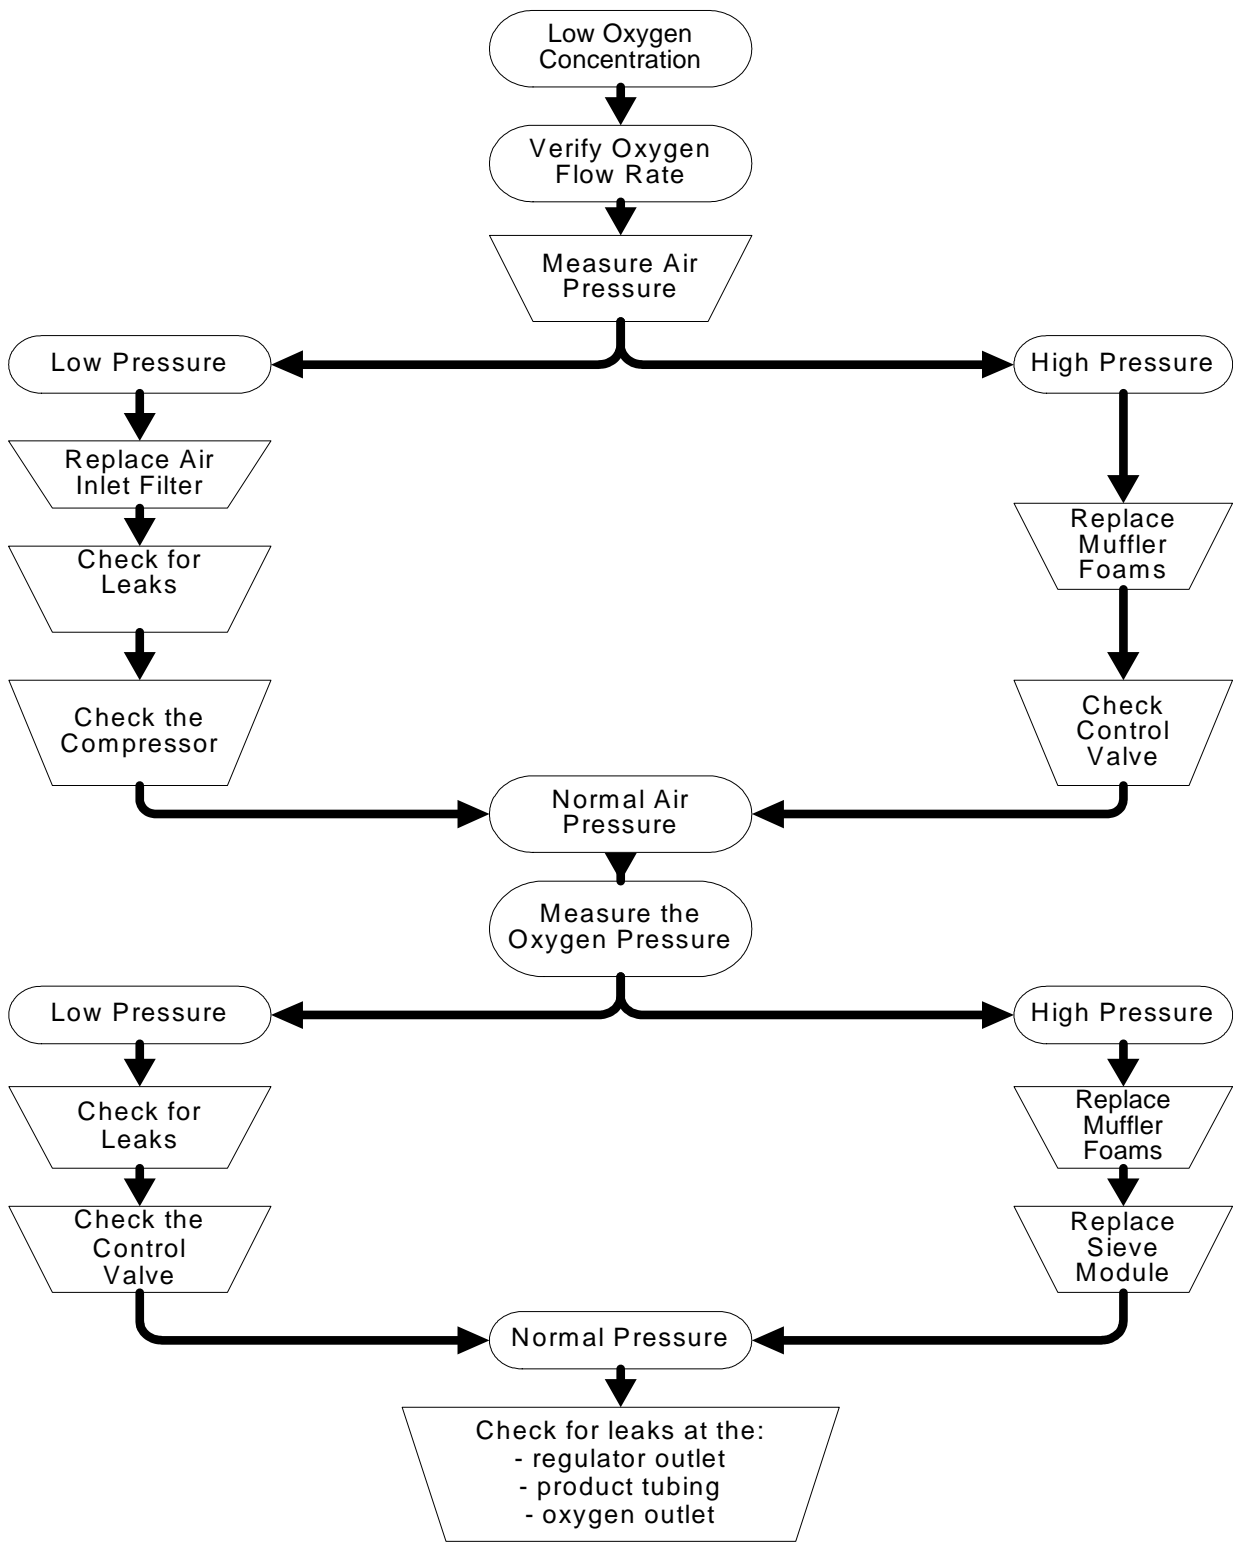 Low Oxygen
Concentration
Verify Oxygen
Flow Rate
Measure Air
Pressure
Low Pressure
High Pressure
Replace Air
Inlet Filter
Check for
Leaks
Check the
Compressor
Replace
Muffler
Foams
Check
Control
Valve
Normal Air
Pressure
Measure the
Oxygen Pressure
Low Pressure
High Pressure
Check for
Leaks
Check the
Control
Valve
Replace
Muffler
Foams
Replace
Sieve
Module
Normal Pressure
Check for leaks at the:
- regulator outlet
- product tubing
- oxygen outlet